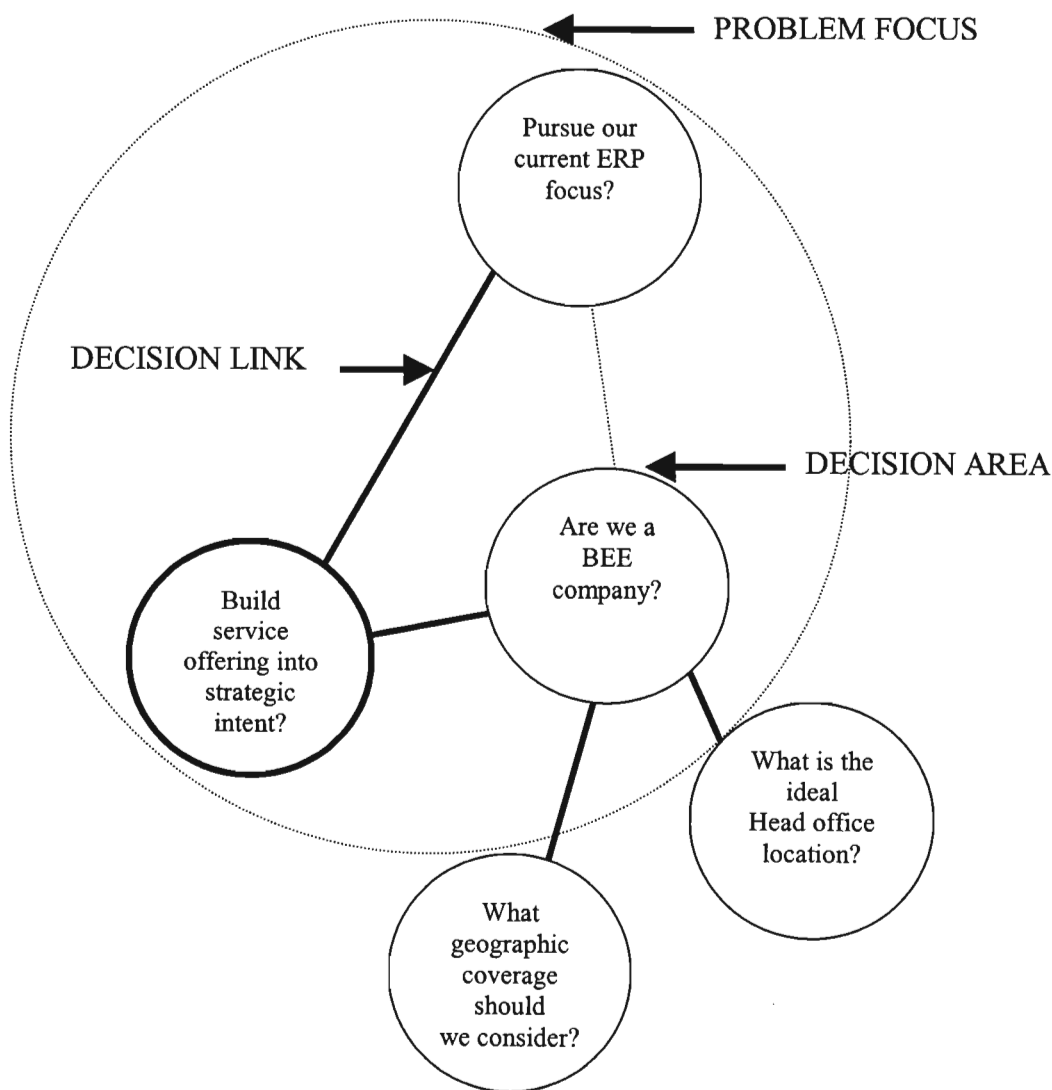 PROBLEM FOCUS
Pursue our
current ERP
focus?
DECISION LINK
DECISION AREA
Are we a
BEE
company?
Build
service
offering into
strategic
intent?
What is the
ideal
Head office
location?
What
geographic
coverage
should
we consider?